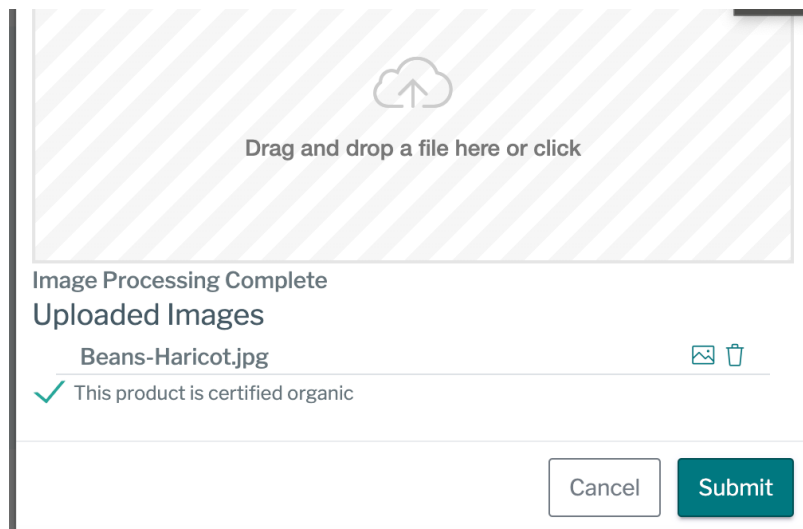 Drag and drop a file here or click
Image Processing Complete
Uploaded Images
Beans-Haricot.jpg
This product is certified organic
Cancel
Submit